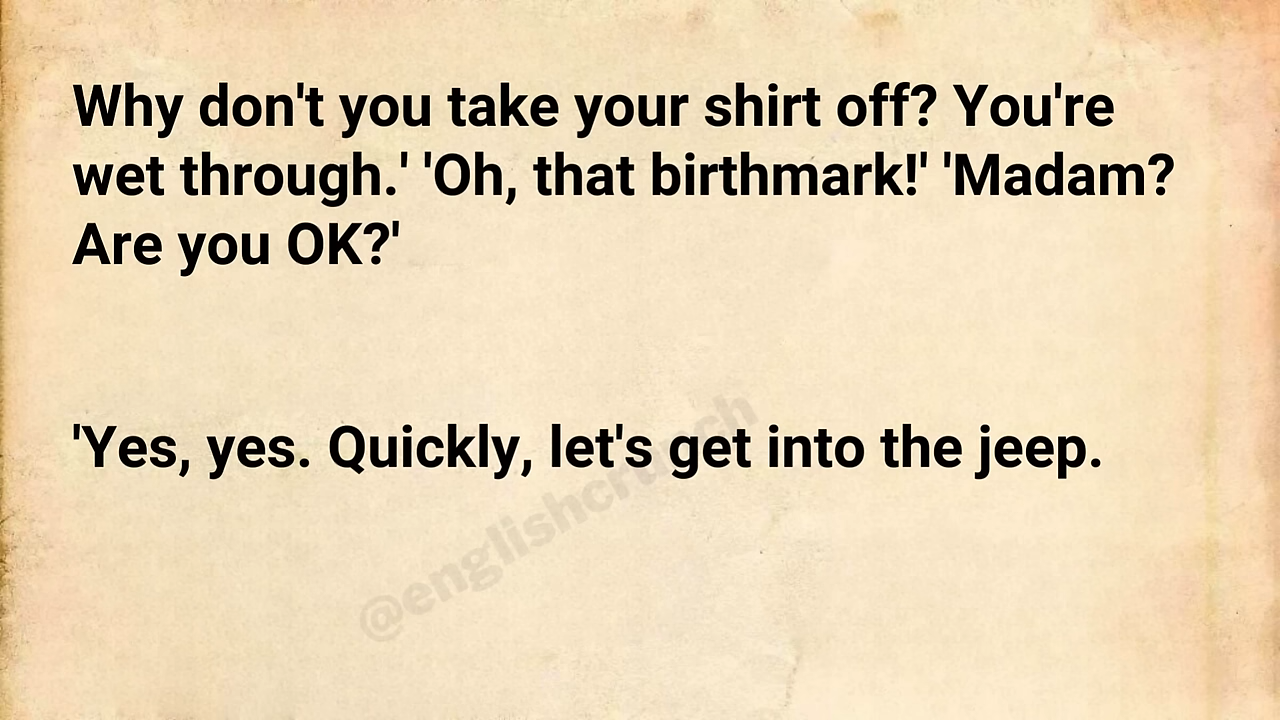 Why don't you take your shirt off? You're
wet through.' 'Oh, that birthmark!' 'Madam?
Are you OK?'
'Yes, yes. Quickly, let's get into the jeep.